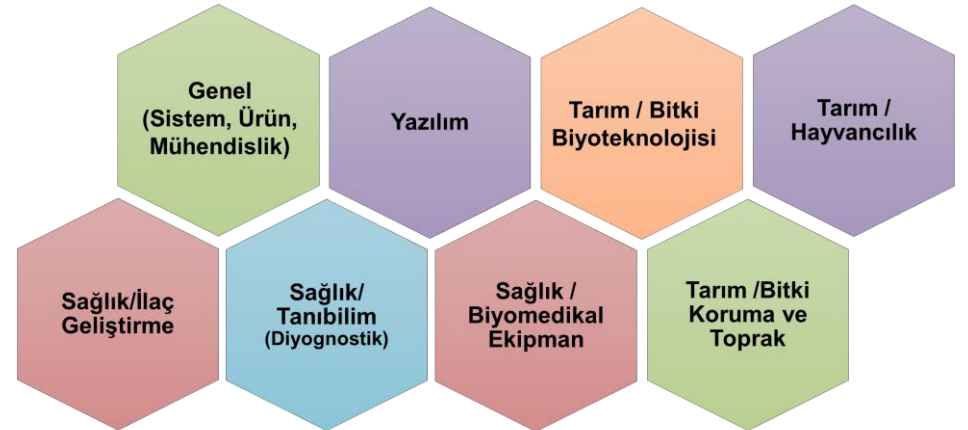 Genel
(Sistem, Ürün,
Mühendislik)
Yazılım
Tarım / Bitki
Biyoteknolojisi
Tarım /
Hayvancılık
Sağlık/İlaç
Geliştirme
Sağlık/
Tanıbilim
(Diyognostik)
Sağlık /
Biyomedikal
Ekipman
Tarım /Bitki
Koruma ve
Toprak